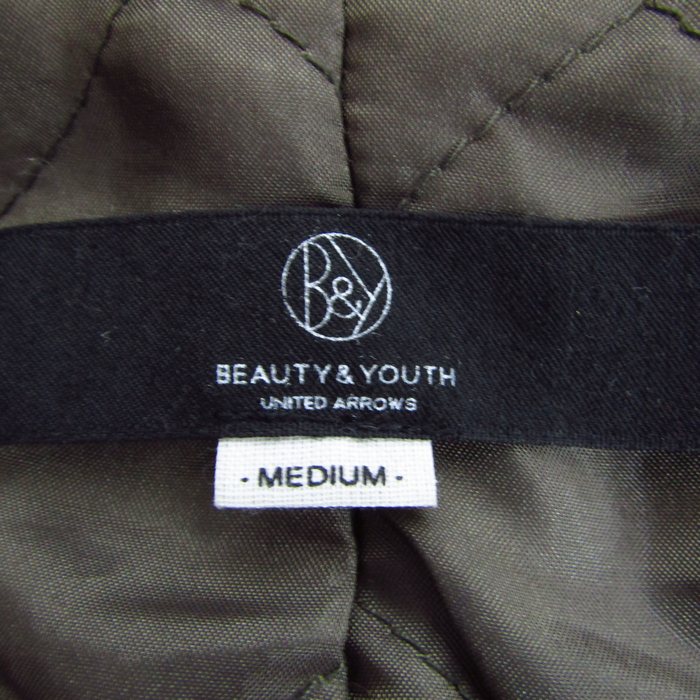 B&Y
BEAUTY & YOUTH
UNITED ARROWS
- MEDIUM -